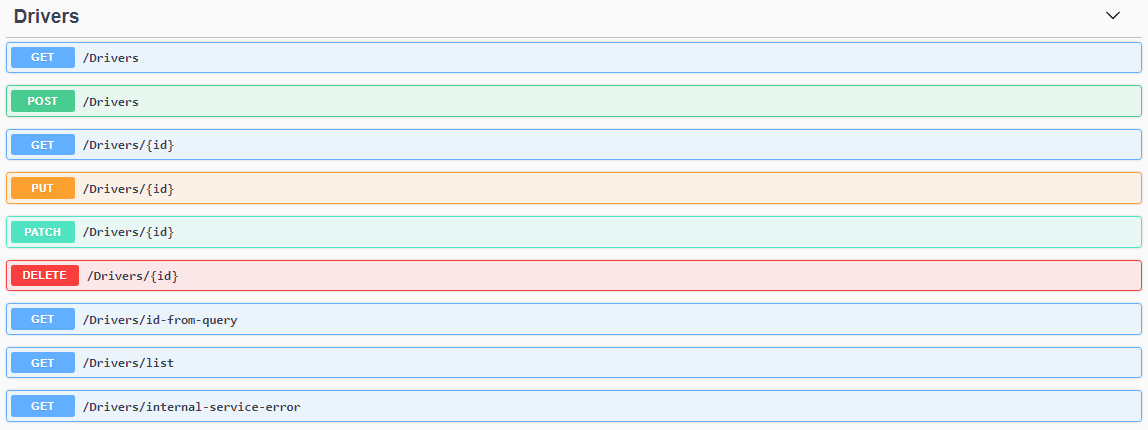 Drivers
GET /Drivers
POST /Drivers
GET /Drivers/{id}
PUT /Drivers/{id}
PATCH /Drivers/{id}
DELETE /Drivers/{id}
GET /Drivers/id-from-query
GET /Drivers/list
GET /Drivers/internal-service-error